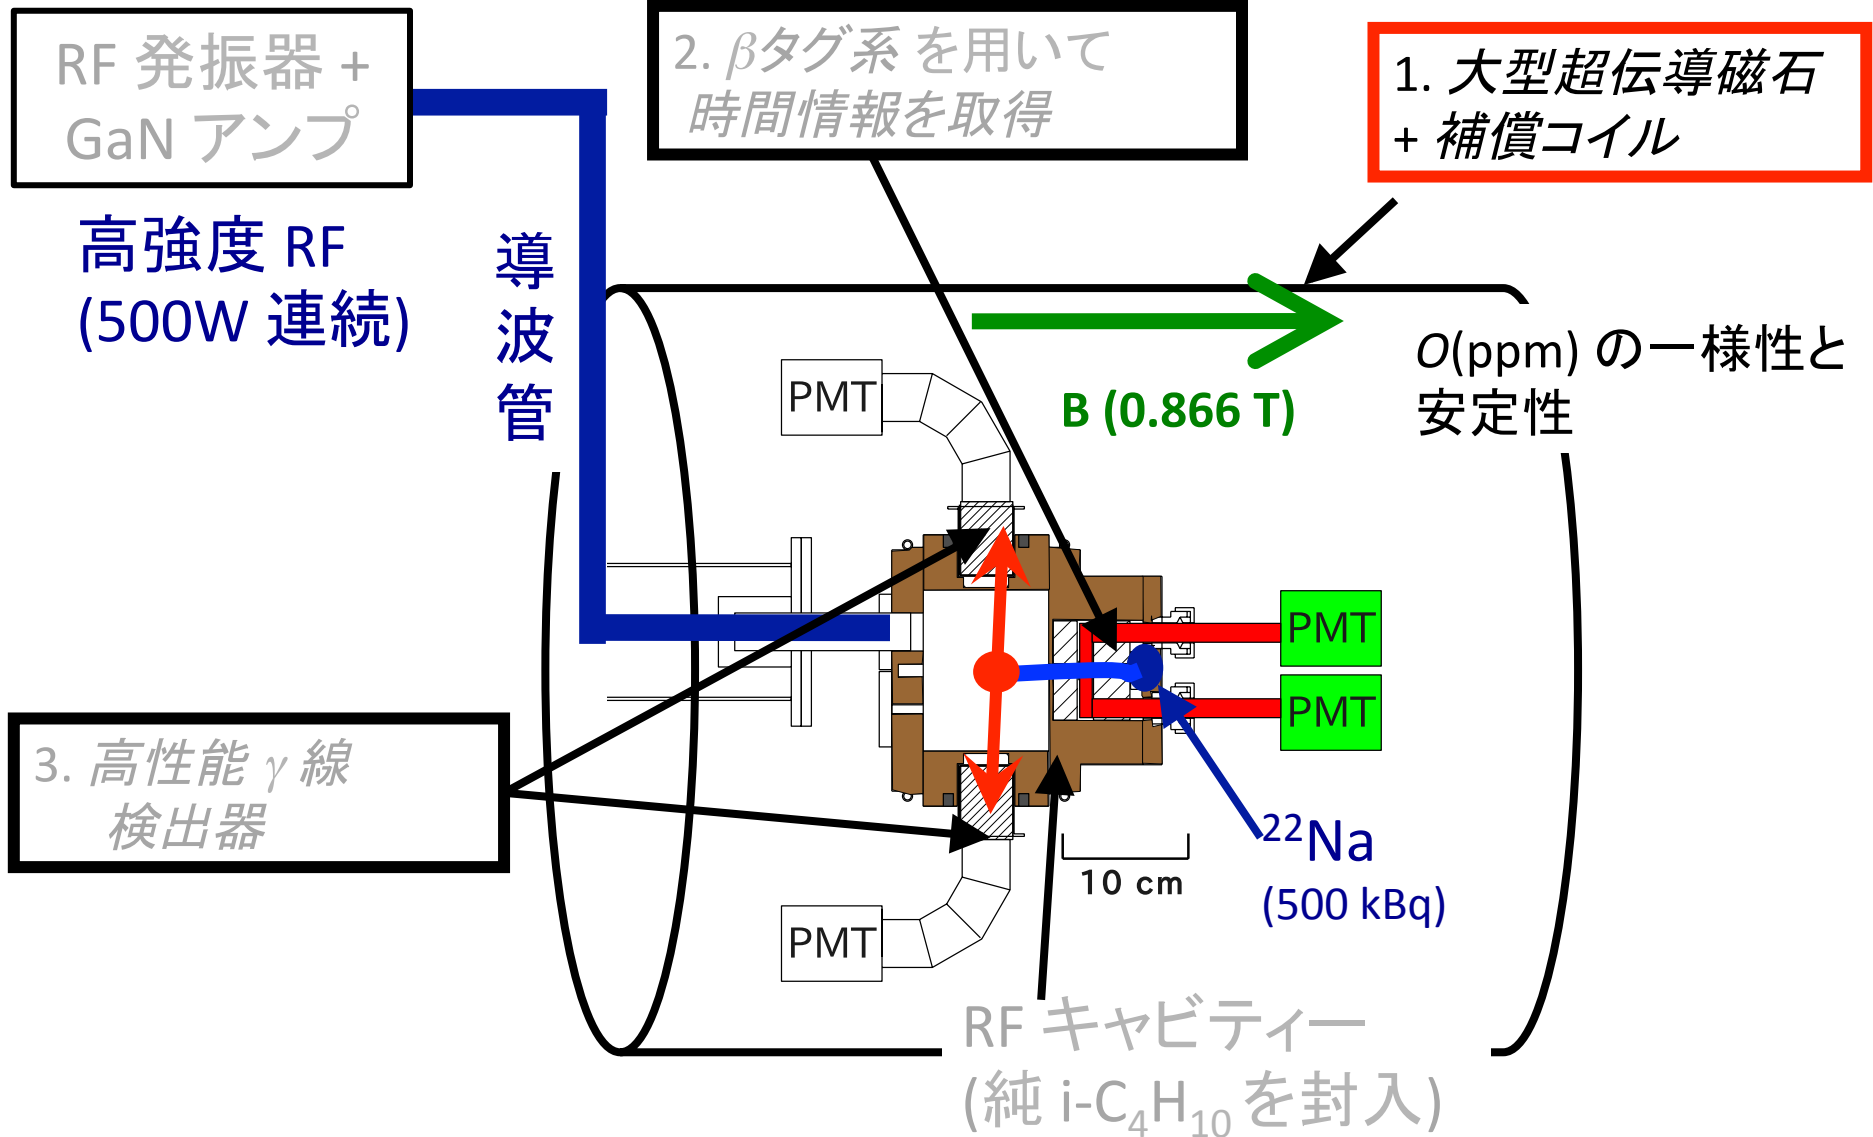 RF 発振器 +
GaN アンプ
2. βタグ系 を用いて
時間情報を取得
1. 大型超伝導磁石
+ 補償コイル
高強度 RF
(500W 連続)
導
波
管
O(ppm) の一様性と
安定性
B (0.866 T)
PMT
PMT
PMT
3. 高性能 γ 線
検出器
²²Na
(500 kBq)
10 cm
PMT
RF キャビティー
(純 i-C₄H₁₀ を封入)